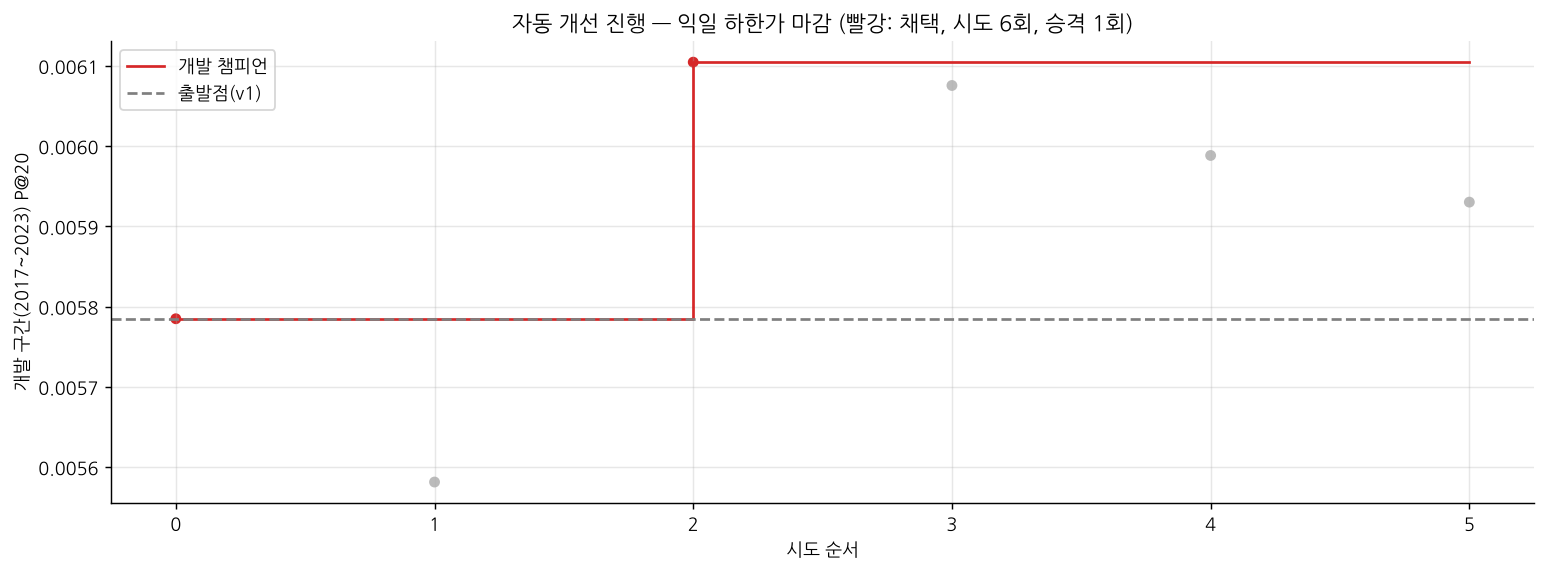 자동 개선 진행 — 익일 하한가 마감 (빨강: 채택, 시도 6회, 승격 1회)
개발 챔피언
출발점(v1)
개발 구간(2017~2023) P@20
0.0061
0.0060
0.0059
0.0058
0.0057
0.0056
0 1 2 3 4 5
시도 순서